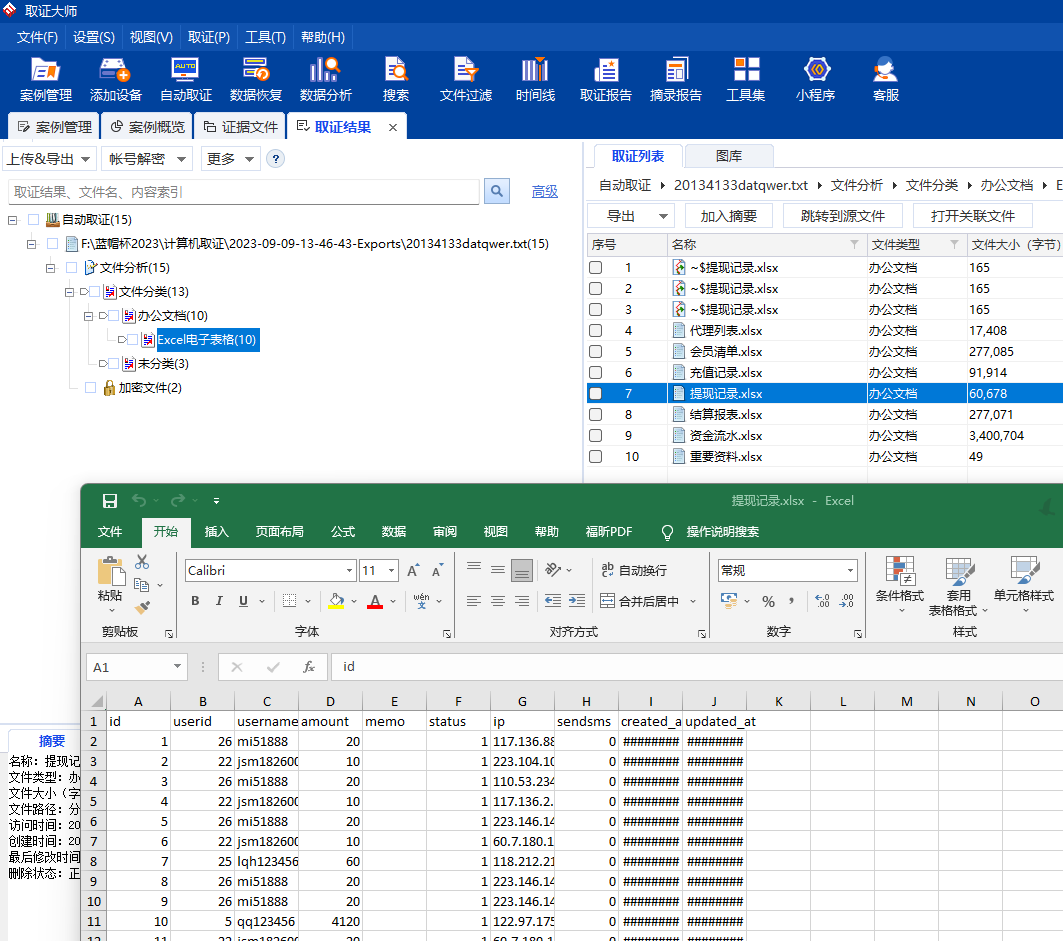 取证大师
文件(F) 设置(S) 视图(V) 取证(P) 工具(T) 帮助(H)
案例管理 添加设备 自动取证 数据恢复 数据分析 搜索 文件过滤 时间线 取证报告 摘录报告 工具集 小程序 客服
案例管理 案例概览 证据文件 取证结果 ×
上传&导出 帐号解密 更多 ?
取证结果、文件名、内容索引 高级
自动取证(15)
F:\蓝帽杯2023\计算机取证\2023-09-09-13-46-43-Exports\20134133datqwer.txt(15)
文件分析(15)
文件分类(13)
办公文档(10)
Excel电子表格(10)
未分类(3)
加密文件(2)
取证列表 图库
自动取证 20134133datqwer.txt 文件分析 文件分类 办公文档 E
导出 加入摘要 跳转到源文件 打开关联文件
序号 名称 文件类型 文件大小（字节）
1 ~$提现记录.xlsx 办公文档 165
2 ~$提现记录.xlsx 办公文档 165
3 ~$提现记录.xlsx 办公文档 165
4 代理列表.xlsx 办公文档 17,408
5 会员清单.xlsx 办公文档 277,085
6 充值记录.xlsx 办公文档 91,914
7 提现记录.xlsx 办公文档 60,678
8 结算报表.xlsx 办公文档 277,071
9 资金流水.xlsx 办公文档 3,400,704
10 重要资料.xlsx 办公文档 49
摘要
名称：提现记
文件类型：办
文件大小（字
文件路径：分
访问时间：20
创建时间：20
最后修改时间
删除状态：正
提现记录.xlsx - Excel
文件 开始 插入 页面布局 公式 数据 审阅 视图 帮助 福昕PDF 操作说明搜索
粘贴 Calibri 11 A A 自动换行 常规 条件格式 套用 表格格式 单元格样式
B I U A wén 文 合并后居中 % , .00 .0
剪贴板 字体 对齐方式 数字 样式
A1 fx id
A B C D E F G H I J K L M N O
1 id userid username amount memo status ip sendsms created_a updated_at
2 1 26 mi51888 20 1 117.136.88 0 ######## ########
3 2 22 jsm182600 10 1 223.104.10 0 ######## ########
4 3 26 mi51888 20 1 110.53.234 0 ######## ########
5 4 22 jsm182600 10 1 117.136.2. 0 ######## ########
6 5 26 mi51888 20 1 223.146.14 0 ######## ########
7 6 22 jsm182600 10 1 60.7.180.1 0 ######## ########
8 7 25 lqh123456 60 1 118.212.21 0 ######## ########
9 8 26 mi51888 20 1 223.146.14 0 ######## ########
10 9 26 mi51888 20 1 223.146.14 0 ######## ########
11 10 5 qq123456 4120 1 122.97.175 0 ######## ########
12 11 22 jsm182600 20 1 60.7.180.1 0 ######## ########